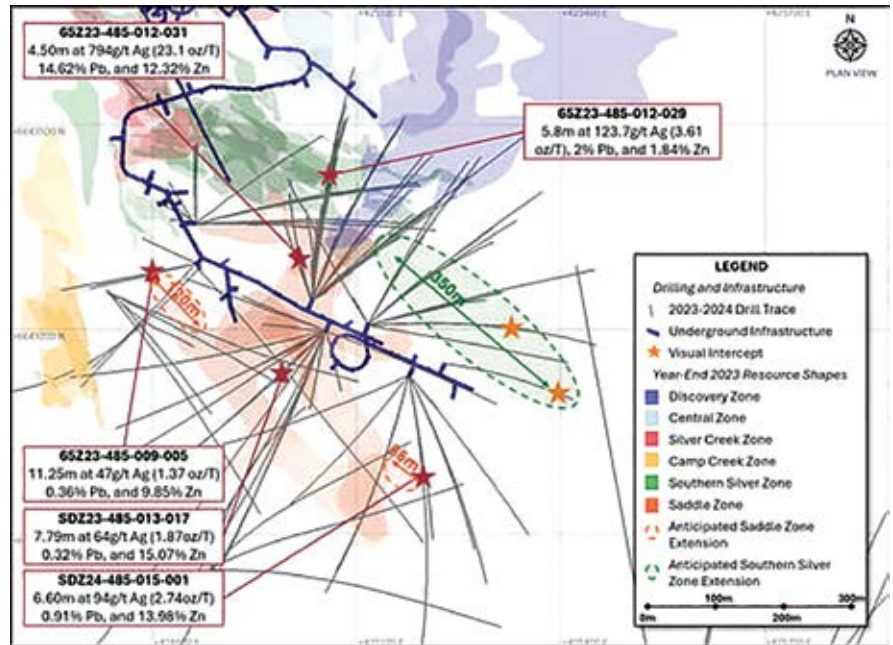 65Z23-485-012-031
4.50m at 794g/t Ag (23.1 oz/T)
14.62% Pb, and 12.32% Zn
N
PLAN VIEW
65Z23-485-012-029
5.8m at 123.7g/t Ag (3.61
oz/T), 2% Pb, and 1.84% Zn
350m
120m
LEGEND
Drilling and Infrastructure
2023-2024 Drill Trace
Underground Infrastructure
Visual Intercept
Year-End 2023 Resource Shapes
Discovery Zone
Central Zone
Silver Creek Zone
Camp Creek Zone
Southern Silver Zone
Saddle Zone
Anticipated Saddle Zone
Extension
Anticipated Southern Silver
Zone Extension
100m
300m
0m
200m
65Z23-485-009-005
11.25m at 47g/t Ag (1.37 oz/T)
0.36% Pb, and 9.85% Zn
SDZ23-485-013-017
7.79m at 64g/t Ag (1.87oz/T)
0.32% Pb, and 15.07% Zn
SDZ24-485-015-001
6.60m at 94g/t Ag (2.74oz/T)
0.91% Pb, and 13.98% Zn